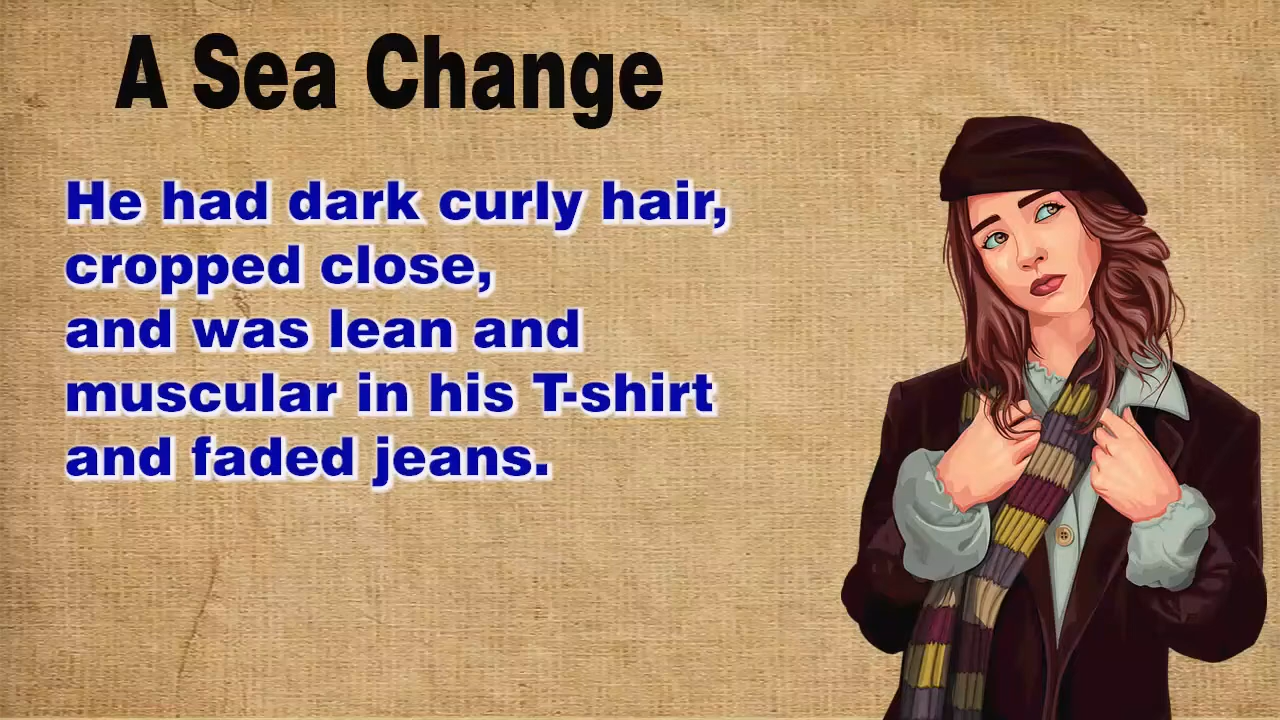 A Sea Change
He had dark curly hair,
cropped close,
and was lean and
muscular in his T-shirt
and faded jeans.